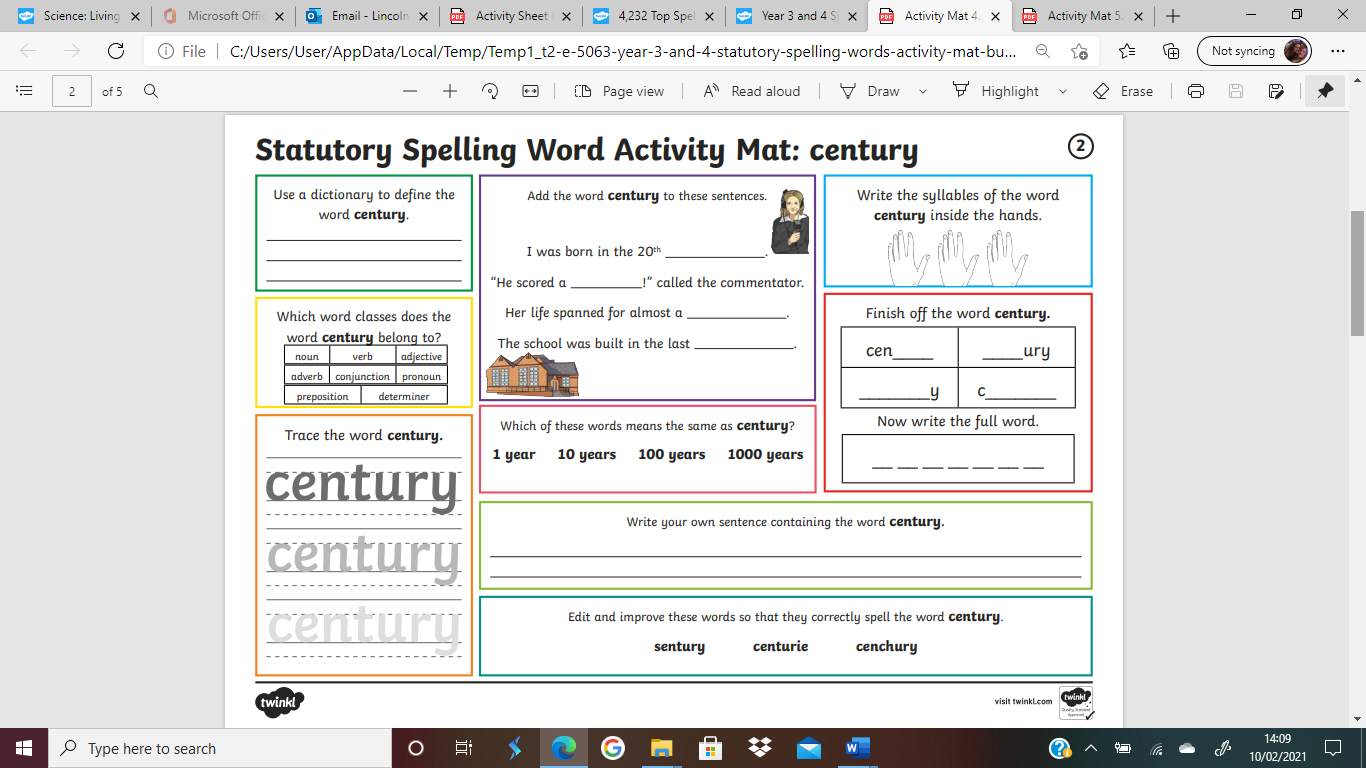 Science: Living
Microsoft Offic
Email - Lincoln
Activity Sheet
4,232 Top Spel
Year 3 and 4 S
Activity Mat 4.
Activity Mat 5.
File
C:/Users/User/AppData/Local/Temp/Temp1_t2-e-5063-year-3-and-4-statutory-spelling-words-activity-mat-bu...
Not syncing
2 of 5
Page view
Read aloud
Draw
Highlight
Erase
Statutory Spelling Word Activity Mat: century
2
Use a dictionary to define the
word century.
Which word classes does the
word century belong to?
noun verb adjective
adverb conjunction pronoun
preposition determiner
Trace the word century.
century
century
century
Add the word century to these sentences.
I was born in the 20th ______________.
“He scored a __________!” called the commentator.
Her life spanned for almost a ______________.
The school was built in the last ______________.
Which of these words means the same as century?
1 year 10 years 100 years 1000 years
Write the syllables of the word
century inside the hands.
Finish off the word century.
cen_____ _____ury
_________y c_________
Now write the full word.
__ __ __ __ __ __ __
Write your own sentence containing the word century.
Edit and improve these words so that they correctly spell the word century.
sentury centurie cenchury
twinkl
visit twinkl.com
twinkl
Quality Standard
Approved
Type here to search
14:09
10/02/2021